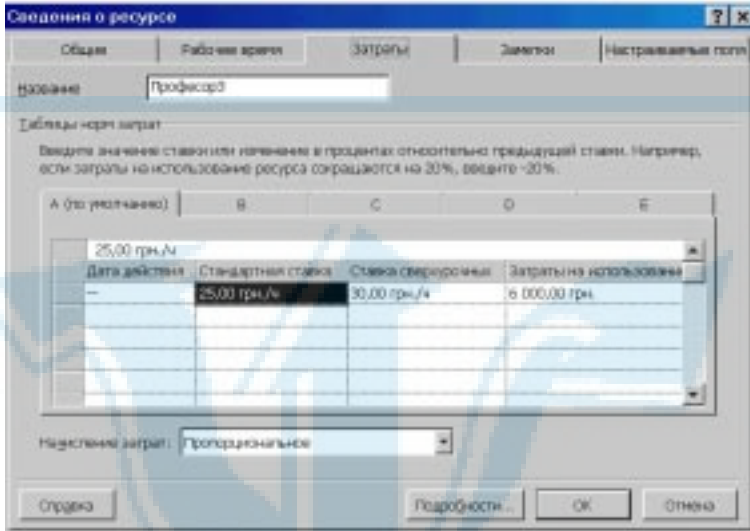 Сведения о ресурсе
Общие Рабочее время Затраты Заметки Настраиваемые поля
Название Професор3
Таблицы норм затрат
Введите значение ставки или изменение в процентах относительно предыдущей ставки. Например,
если затраты на использование ресурса сокращаются на 20%, введите -20%.
A (по умолчанию) B C D E
25,00 грн./ч
Дата действия Стандартная ставка Ставка сверхурочных Затраты на использовани
-- 25,00 грн./ч 30,00 грн./ч 6 000,00 грн.
Начисление затрат: Пропорциональное
Справка Подробности... ОК Отмена